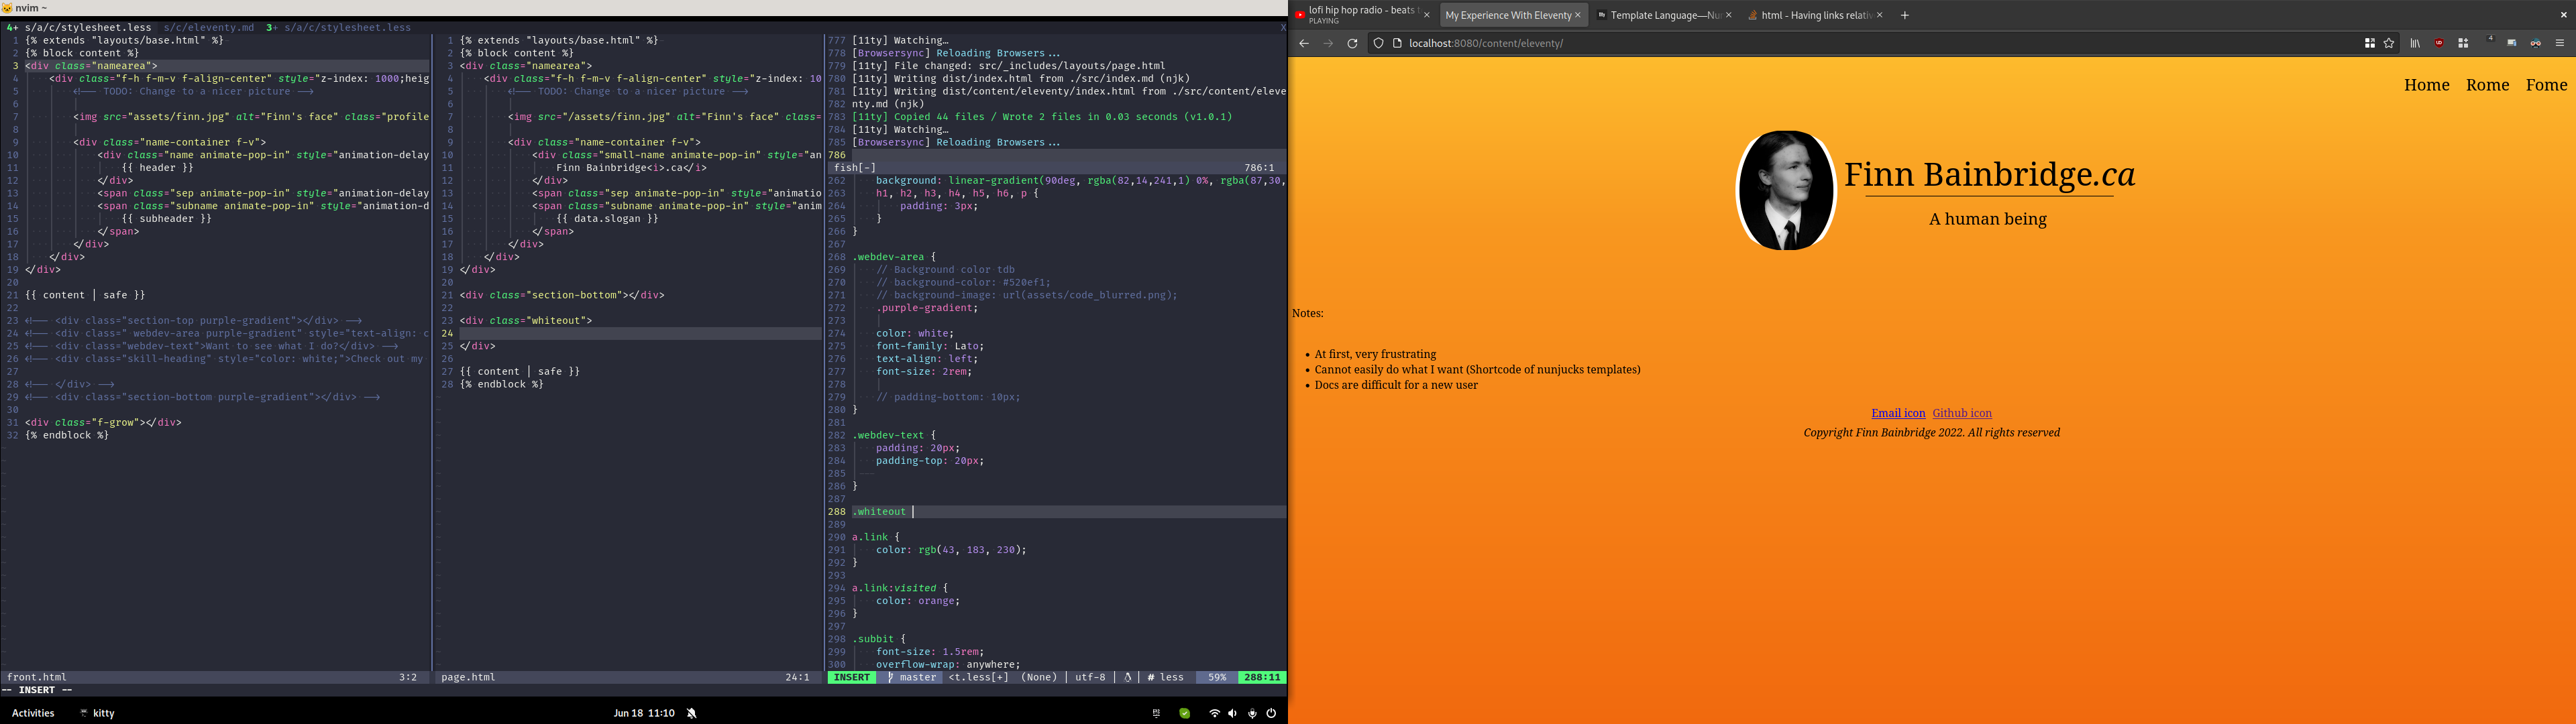 nvim ~
4+ s/a/c/stylesheet.less s/c/eleventy.md 3+ s/a/c/stylesheet.less X
1 {% extends "layouts/base.html" %}
2 {% block content %}
3 <div class="namearea">
4 <div class="f-h f-m-v f-align-center" style="z-index: 1000;heig
5 <!-- TODO: Change to a nicer picture -->
6
7 <img src="assets/finn.jpg" alt="Finn's face" class="profile
8
9 <div class="name-container f-v">
10 <div class="name animate-pop-in" style="animation-delay
11 {{ header }}
12 </div>
13 <span class="sep animate-pop-in" style="animation-delay
14 <span class="subname animate-pop-in" style="animation-d
15 {{ subheader }}
16 </span>
17 </div>
18 </div>
19 </div>
20
21 {{ content | safe }}
22
23 <!-- <div class="section-top purple-gradient"></div> -->
24 <!-- <div class=" webdev-area purple-gradient" style="text-align: c
25 <!-- <div class="webdev-text">Want to see what I do?</div> -->
26 <!-- <div class="skill-heading" style="color: white;">Check out my
27
28 <!-- </div> -->
29 <!-- <div class="section-bottom purple-gradient"></div> -->
30
31 <div class="f-grow"></div>
32 {% endblock %}
front.html 3:2
-- INSERT --
1 {% extends "layouts/base.html" %}
2 {% block content %}
3 <div class="namearea">
4 <div class="f-h f-m-v f-align-center" style="z-index: 10
5 <!-- TODO: Change to a nicer picture -->
6
7 <img src="/assets/finn.jpg" alt="Finn's face" class=
8
9 <div class="name-container f-v">
10 <div class="small-name animate-pop-in" style="an
11 Finn Bainbridge<i>.ca</i>
12 </div>
13 <span class="sep animate-pop-in" style="animatio
14 <span class="subname animate-pop-in" style="anim
15 {{ data.slogan }}
16 </span>
17 </div>
18 </div>
19 </div>
20
21 <div class="section-bottom"></div>
22
23 <div class="whiteout">
24
25 </div>
26
27 {{ content | safe }}
28 {% endblock %}
page.html 24:1
777 [11ty] Watching…
778 [Browsersync] Reloading Browsers...
779 [11ty] File changed: src/_includes/layouts/page.html
780 [11ty] Writing dist/index.html from ./src/index.md (njk)
781 [11ty] Writing dist/content/eleventy/index.html from ./src/content/eleve
782 nty.md (njk)
783 [11ty] Copied 44 files / Wrote 2 files in 0.03 seconds (v1.0.1)
784 [11ty] Watching…
785 [Browsersync] Reloading Browsers...
786
fish[-] 786:1
262 background: linear-gradient(90deg, rgba(82,14,241,1) 0%, rgba(87,30,
263 h1, h2, h3, h4, h5, h6, p {
264 padding: 3px;
265 }
266 }
267
268 .webdev-area {
269 // Background color tdb
270 // background-color: #520ef1;
271 // background-image: url(assets/code_blurred.png);
272 .purple-gradient;
273
274 color: white;
275 font-family: Lato;
276 text-align: left;
277 font-size: 2rem;
278
279 // padding-bottom: 10px;
280 }
281
282 .webdev-text {
283 padding: 20px;
284 padding-top: 20px;
285
286 }
287
288 .whiteout
289
290 a.link {
291 color: rgb(43, 183, 230);
292 }
293
294 a.link:visited {
295 color: orange;
296 }
297
298 .subbit {
299 font-size: 1.5rem;
300 overflow-wrap: anywhere;
INSERT master <t.less[+] (None) | utf-8 | | # less 59% 288:11
Activities kitty Jun 18 11:10
lofi hip hop radio - beats t
PLAYING
My Experience With Eleventy
Template Language—Nun
html - Having links relativ
localhost:8080/content/eleventy/
4
Home Rome Fome
Finn Bainbridge.ca
A human being
Notes:
• At first, very frustrating
• Cannot easily do what I want (Shortcode of nunjucks templates)
• Docs are difficult for a new user
Email icon Github icon
Copyright Finn Bainbridge 2022. All rights reserved